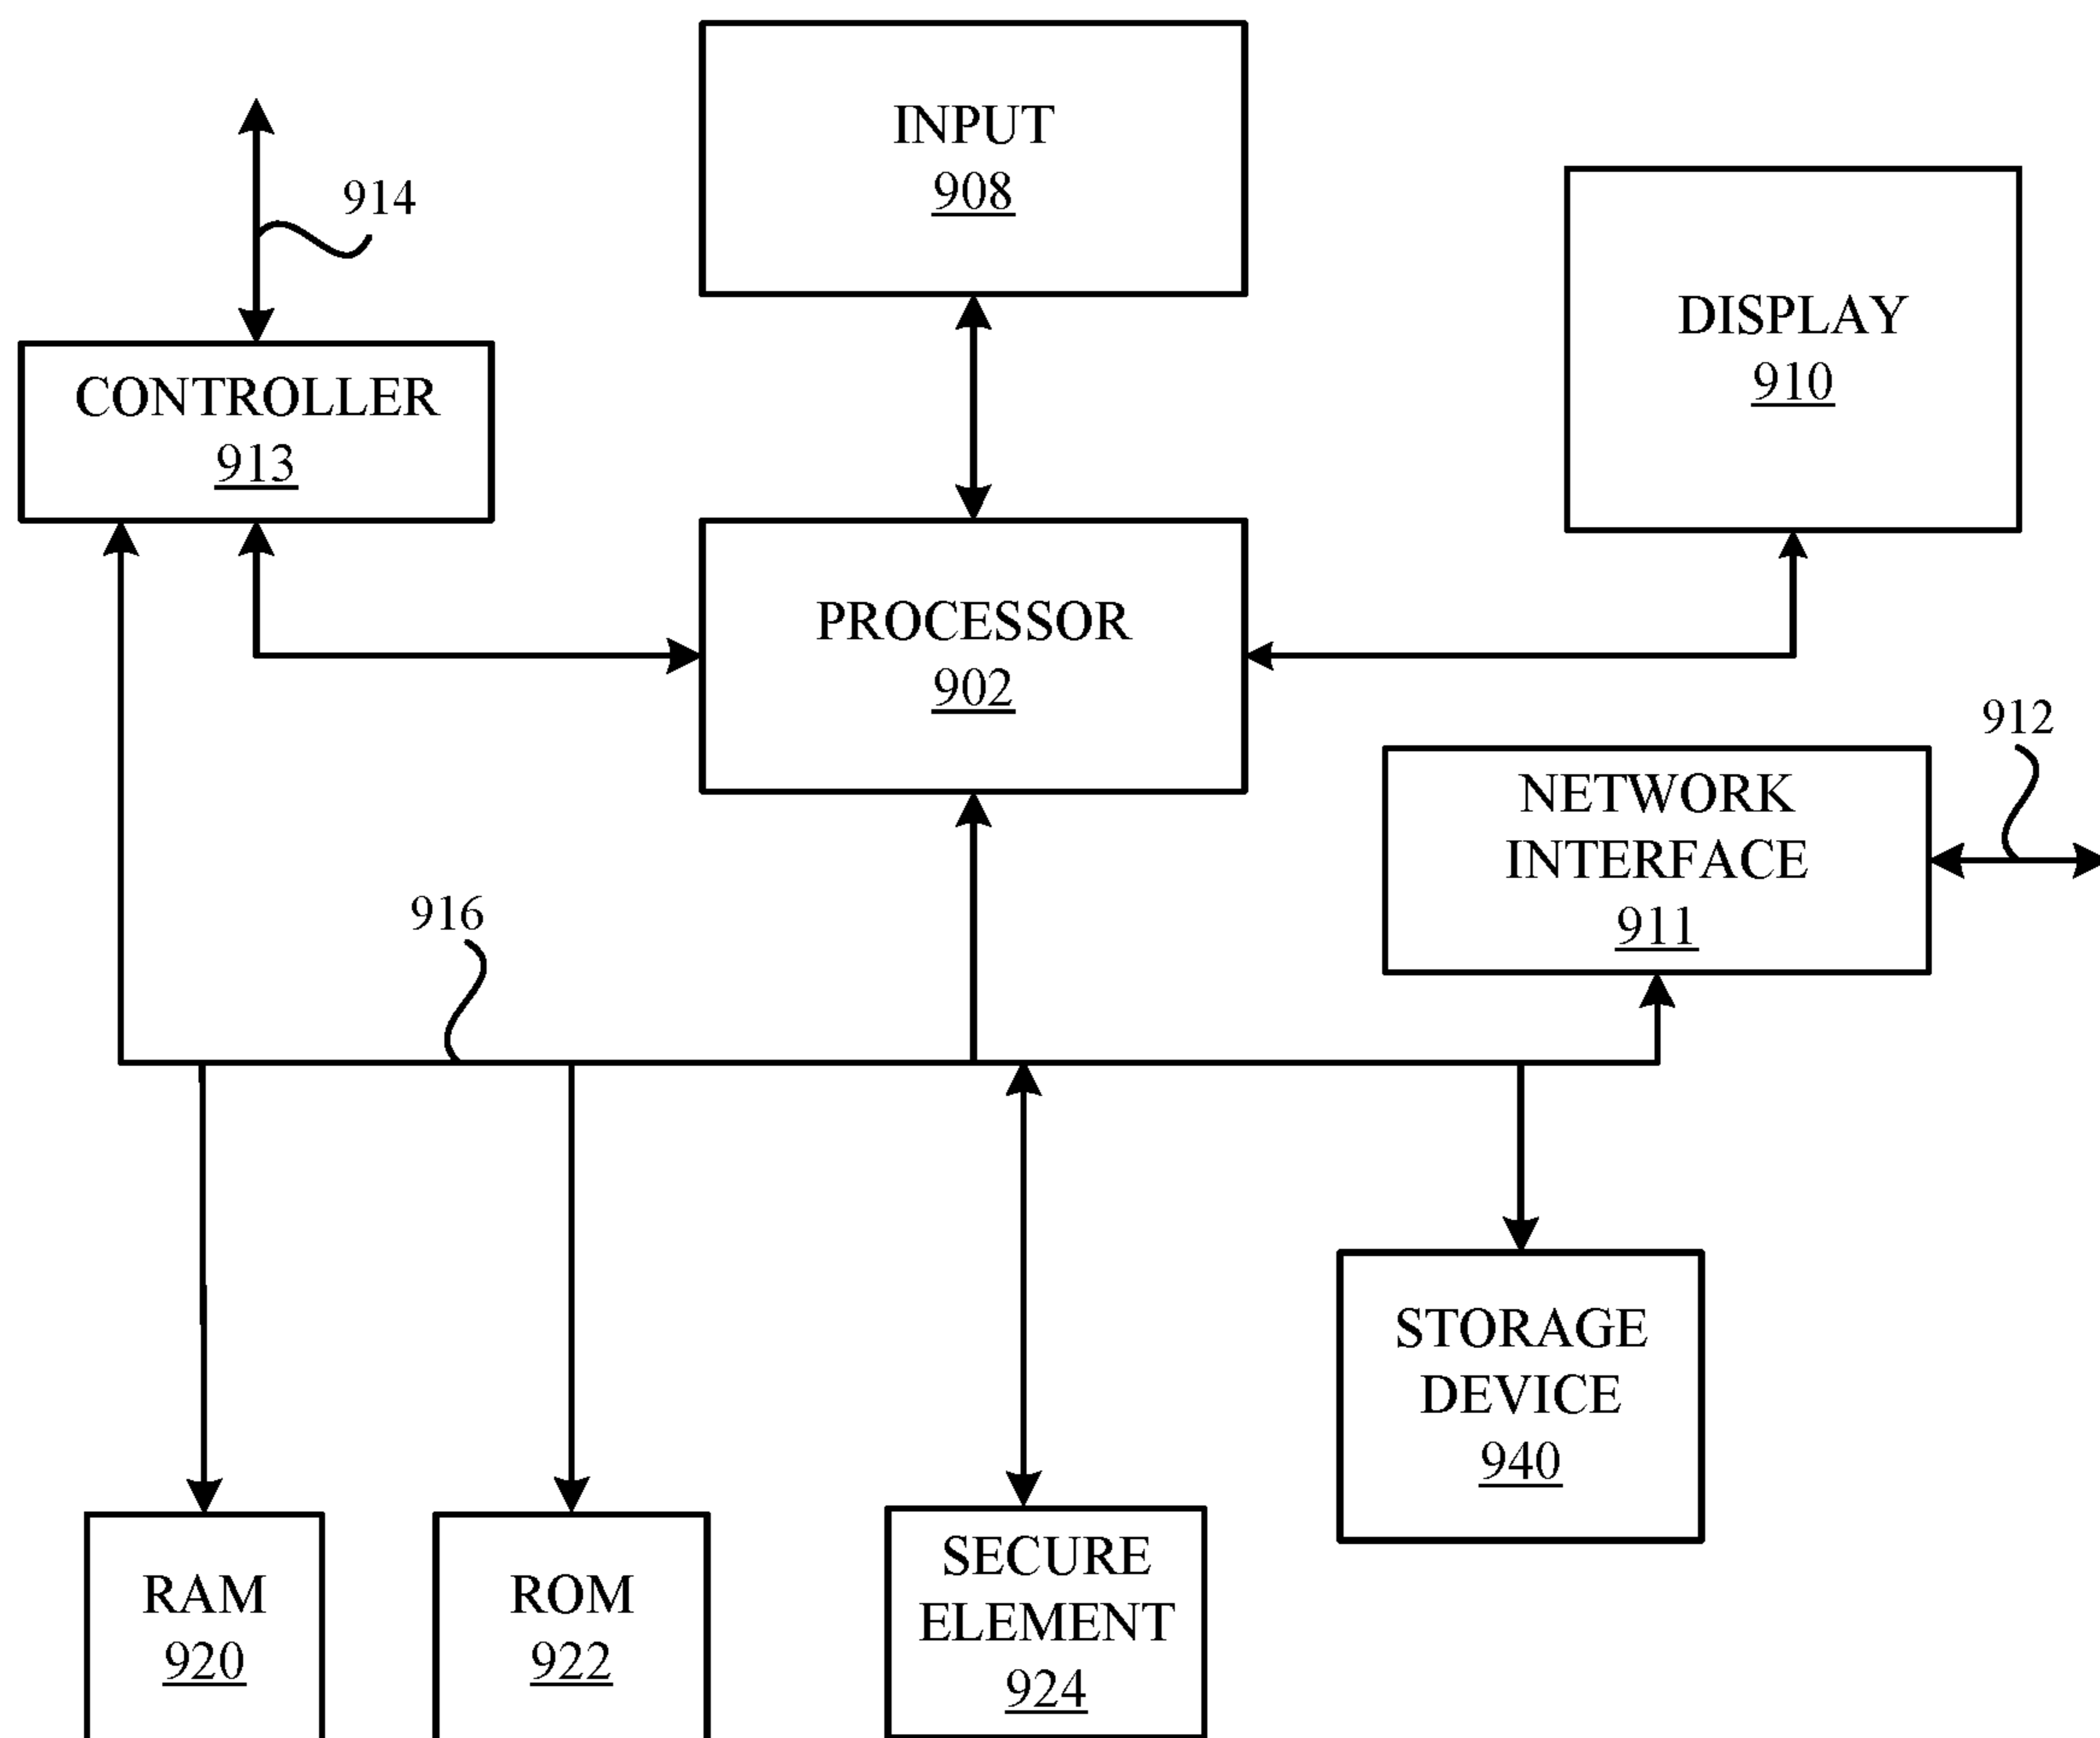 INPUT
908
914
DISPLAY
910
CONTROLLER
913
PROCESSOR
902
912
NETWORK
INTERFACE
911
916
STORAGE
DEVICE
940
RAM
920
ROM
922
SECURE
ELEMENT
924